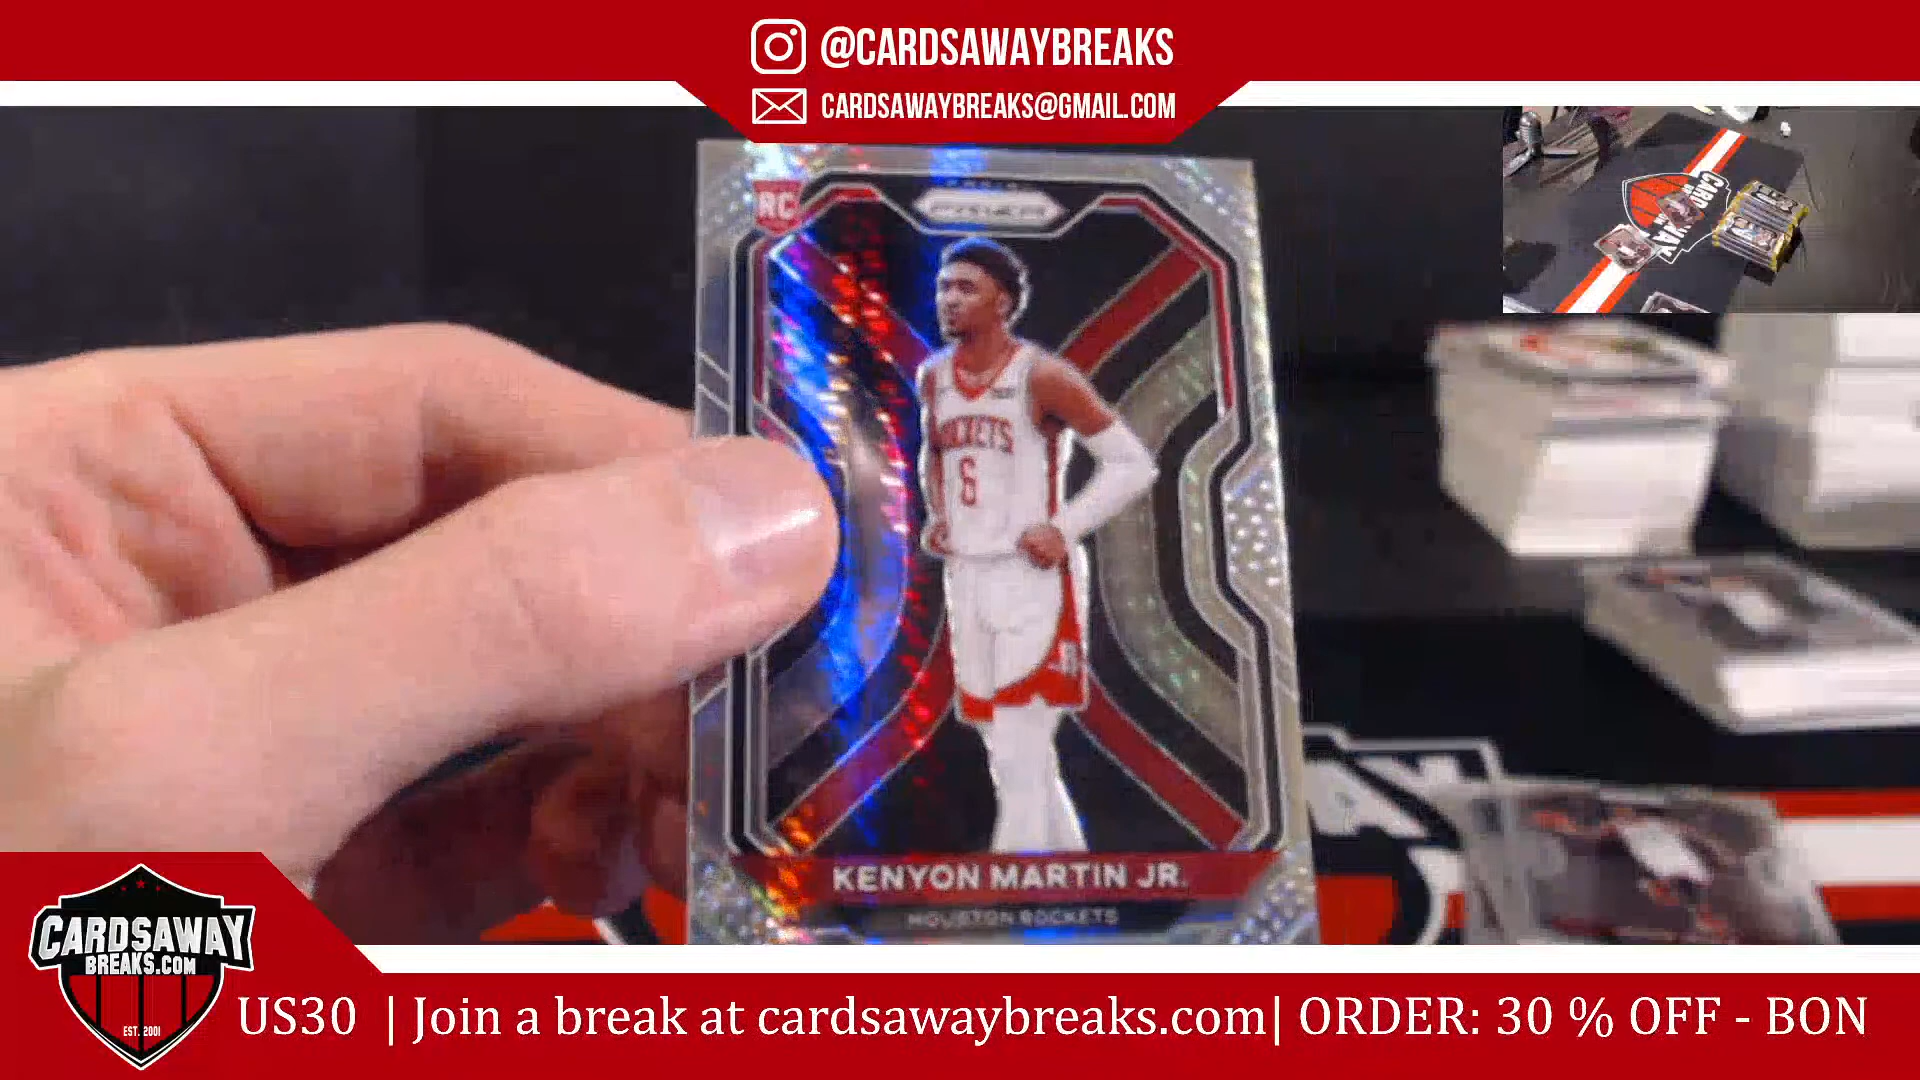 @CARDSAWAYBREAKS
CARDSAWAYBREAKS@GMAIL.COM
RC
PRIZM
ROCKETS
6
KENYON MARTIN JR.
HOUSTON ROCKETS
CARDSAWAY
BREAKS.COM
EST. 2001
US30 | Join a break at cardsawaybreaks.com| ORDER: 30 % OFF - BON